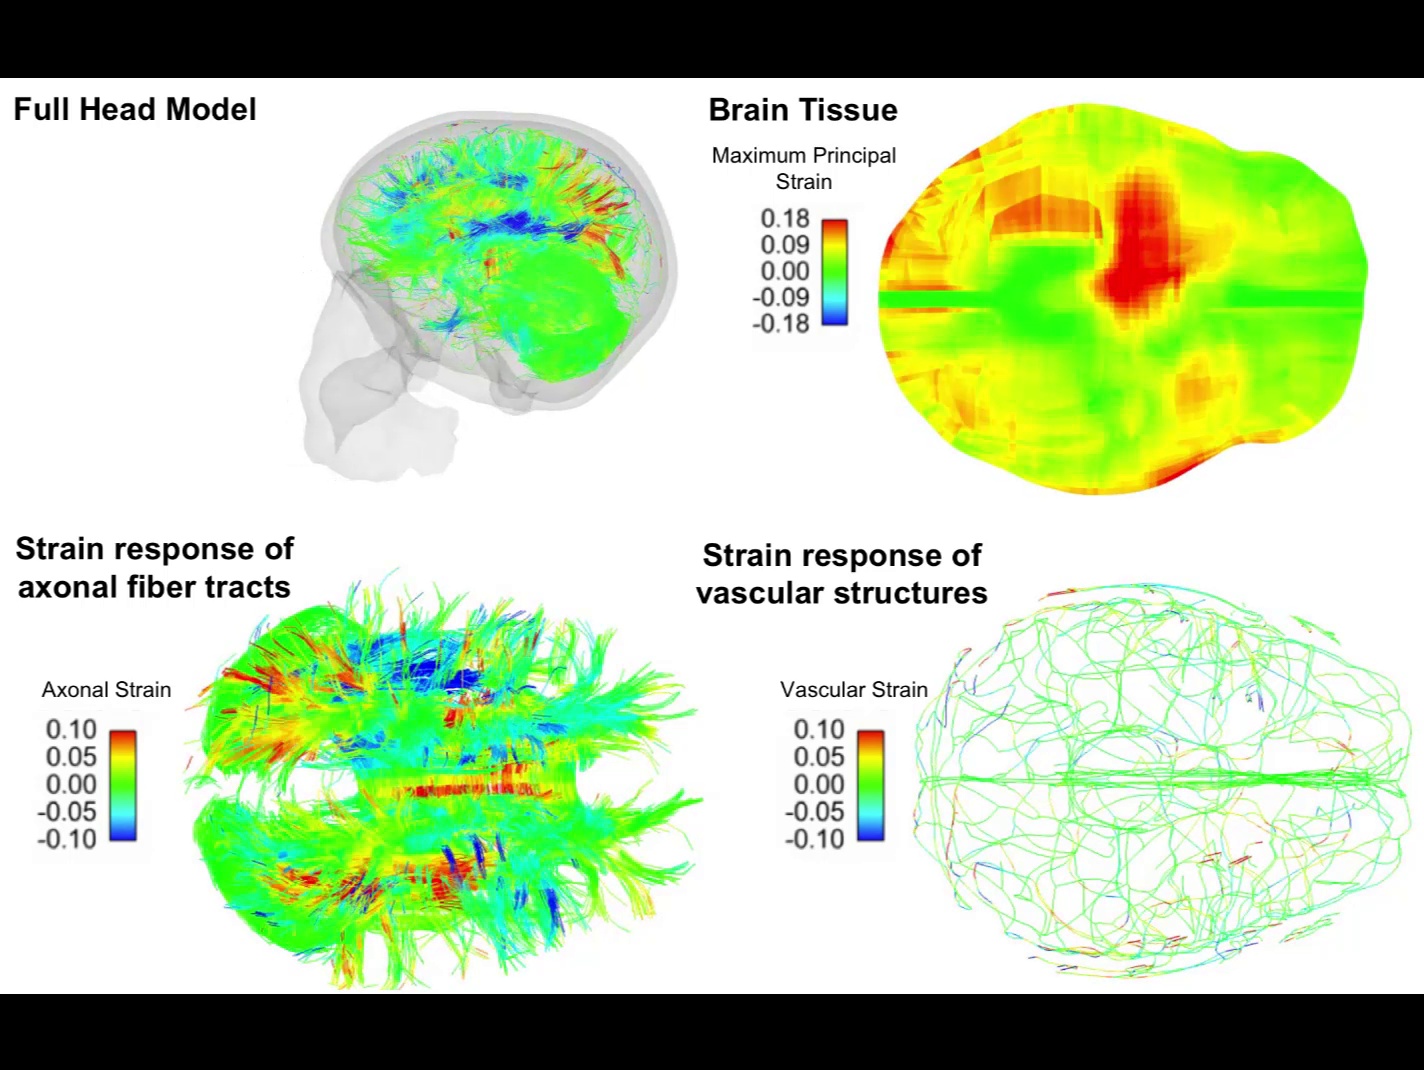 Full Head Model
Brain Tissue
Maximum Principal
Strain
0.18
0.09
0.00
-0.09
-0.18
Strain response of
axonal fiber tracts
Axonal Strain
0.10
0.05
0.00
-0.05
-0.10
Strain response of
vascular structures
Vascular Strain
0.10
0.05
0.00
-0.05
-0.10